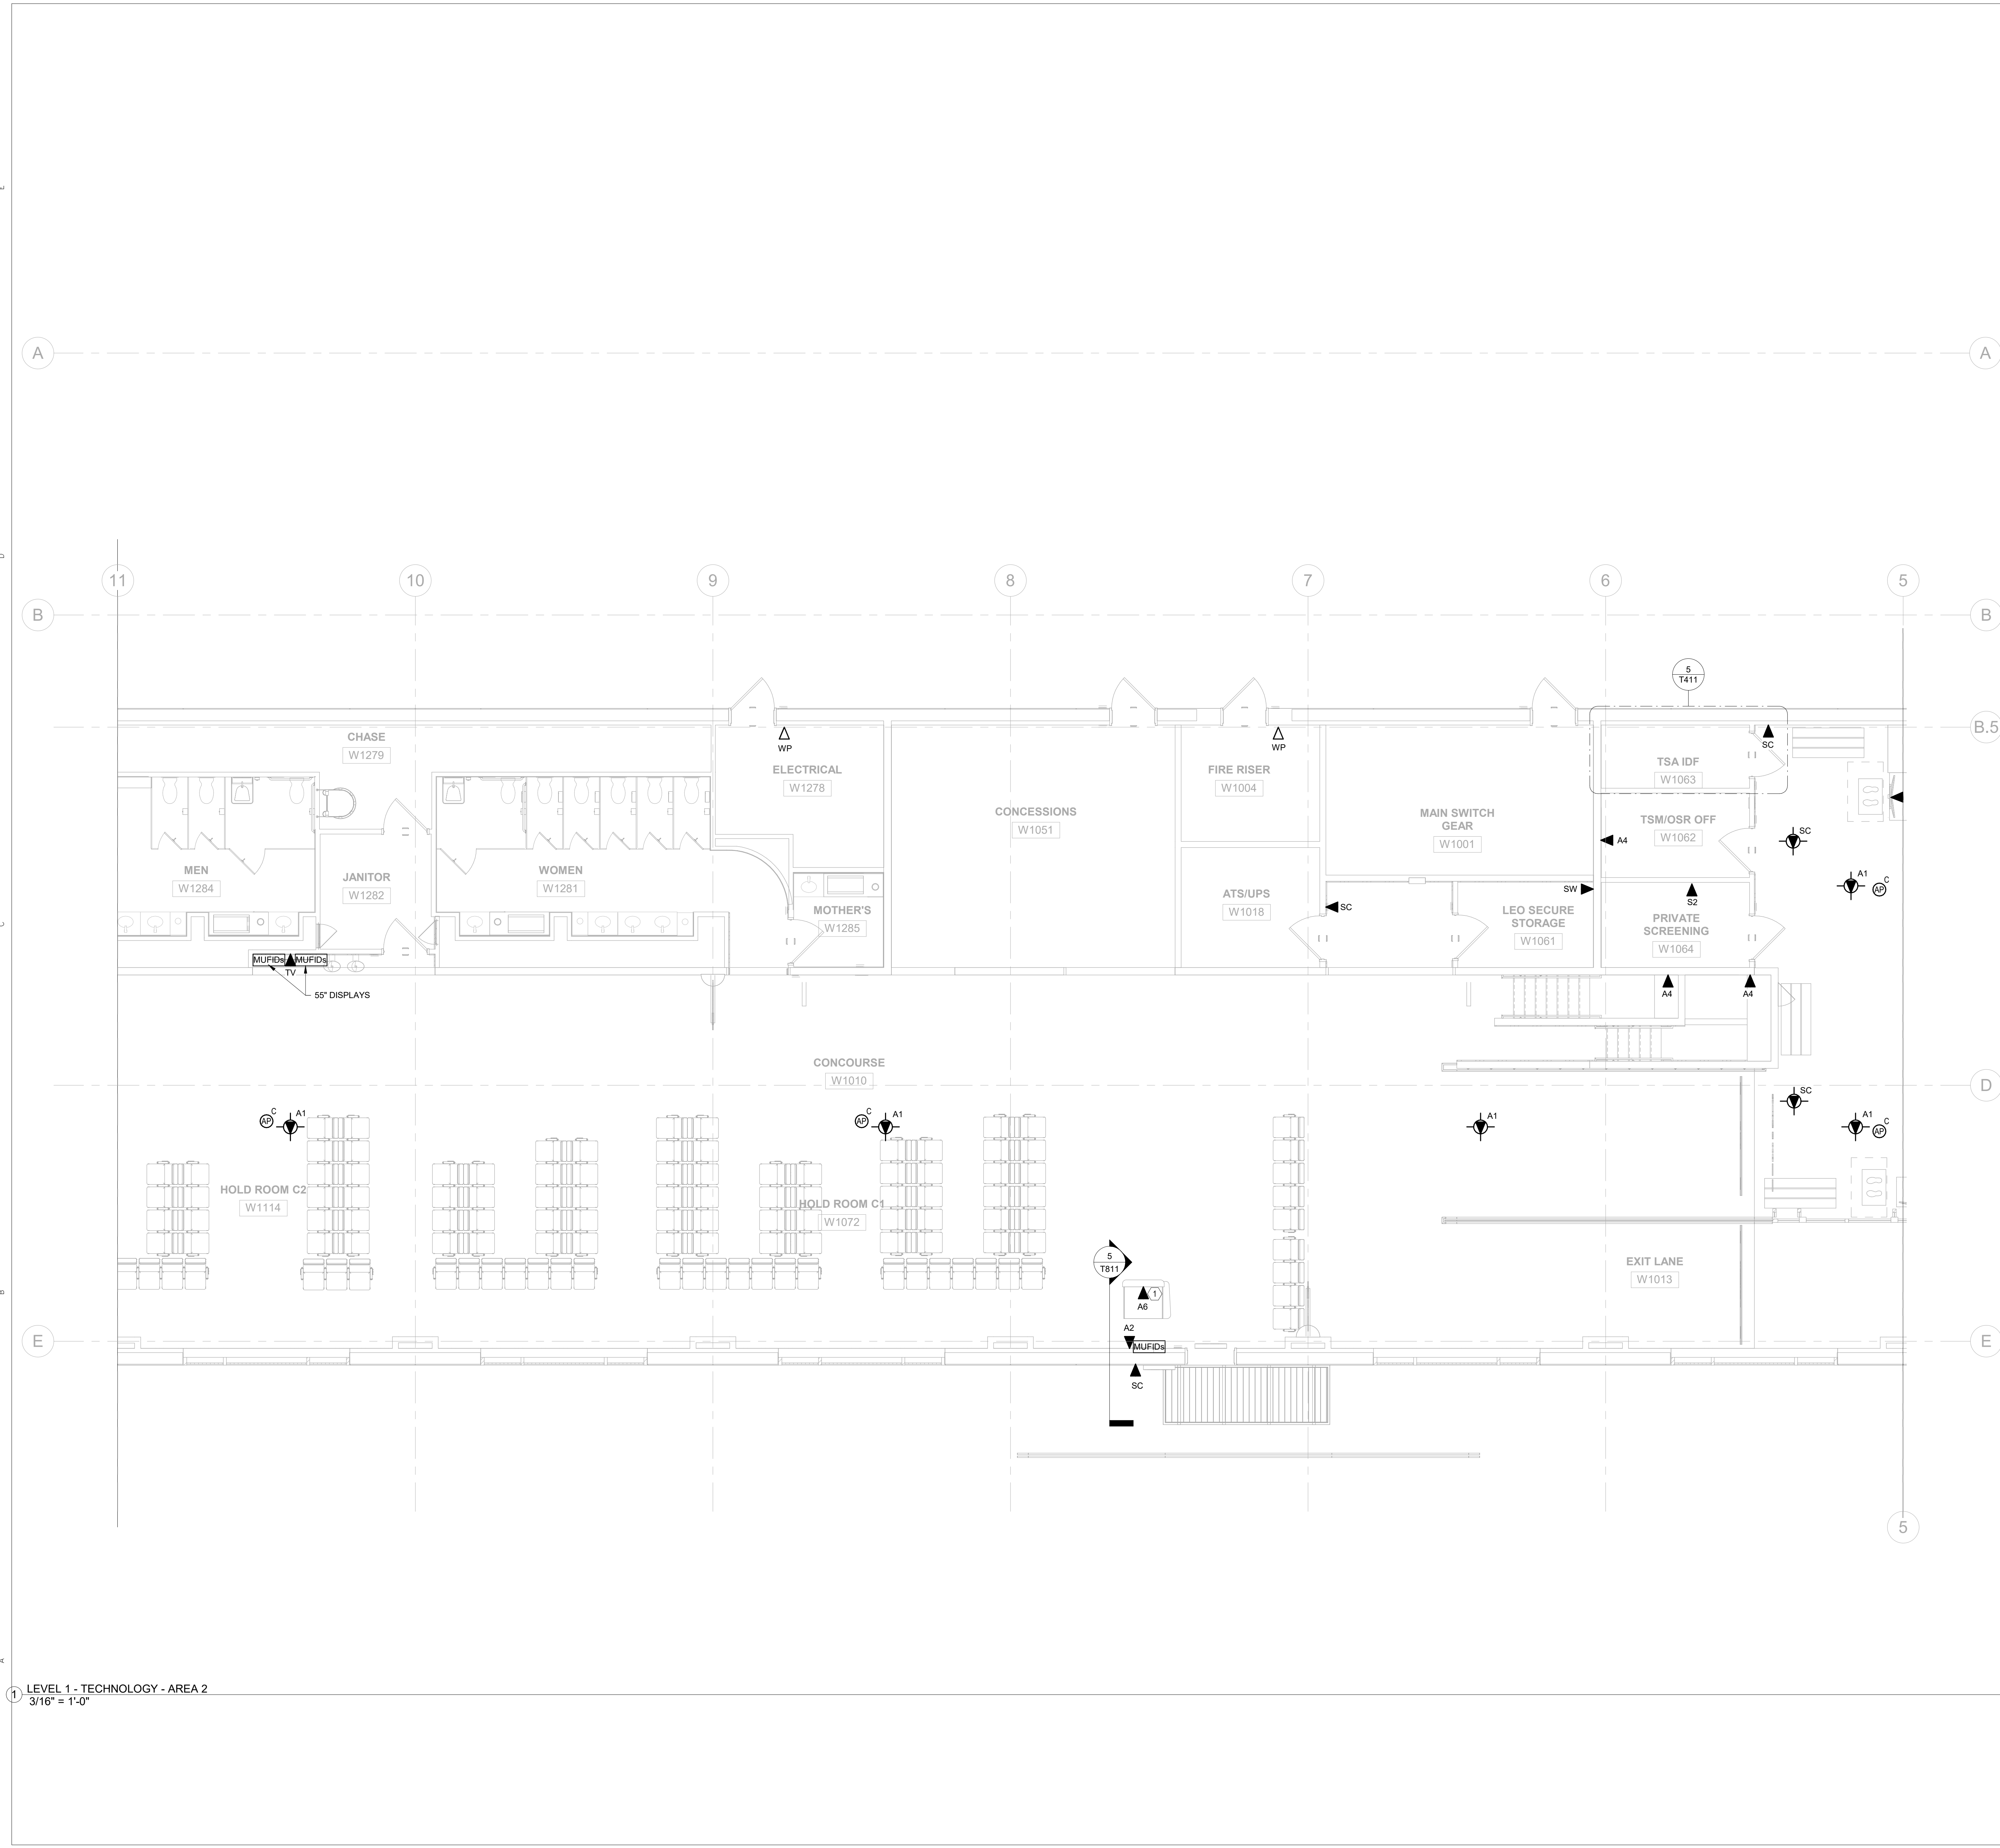 E
A
A
D
11
10
9
8
7
6
5
B
B
5
T411
B.5
CHASE
W1279
WP
WP
SC
ELECTRICAL
W1278
FIRE RISER
W1004
TSA IDF
W1063
CONCESSIONS
W1051
MAIN SWITCH
GEAR
W1001
TSM/OSR OFF
W1062
A4
SC
MEN
W1284
JANITOR
W1282
WOMEN
W1281
A1
C
AP
SW
S2
ATS/UPS
W1018
SC
MOTHER'S
W1285
LEO SECURE
STORAGE
W1061
PRIVATE
SCREENING
W1064
C
MUFIDs
MUFIDs
TV
55" DISPLAYS
A4
A4
CONCOURSE
W1010
D
SC
C
AP
A1
C
AP
A1
A1
A1
C
AP
HOLD ROOM C2
W1114
HOLD ROOM C1
W1072
5
T811
EXIT LANE
W1013
B
1
A6
A2
MUFIDs
E
E
SC
5
A
1
LEVEL 1 - TECHNOLOGY - AREA 2
3/16" = 1'-0"